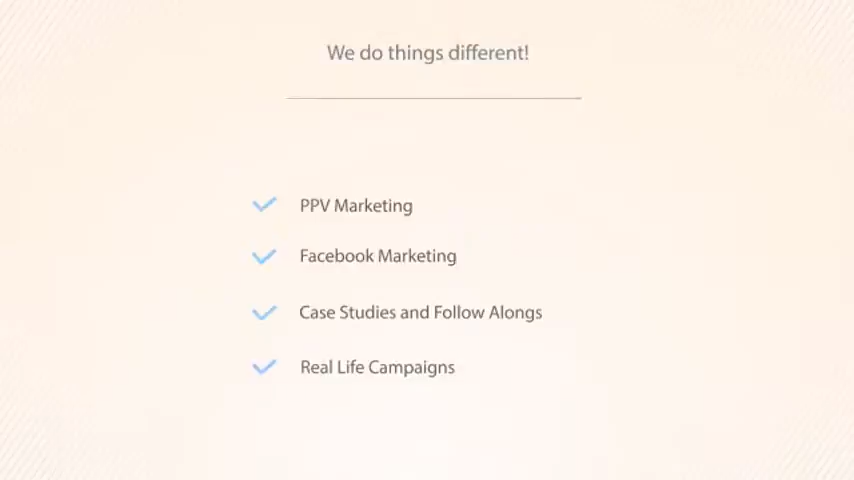 We do things different!
PPV Marketing
Facebook Marketing
Case Studies and Follow Alongs
Real Life Campaigns